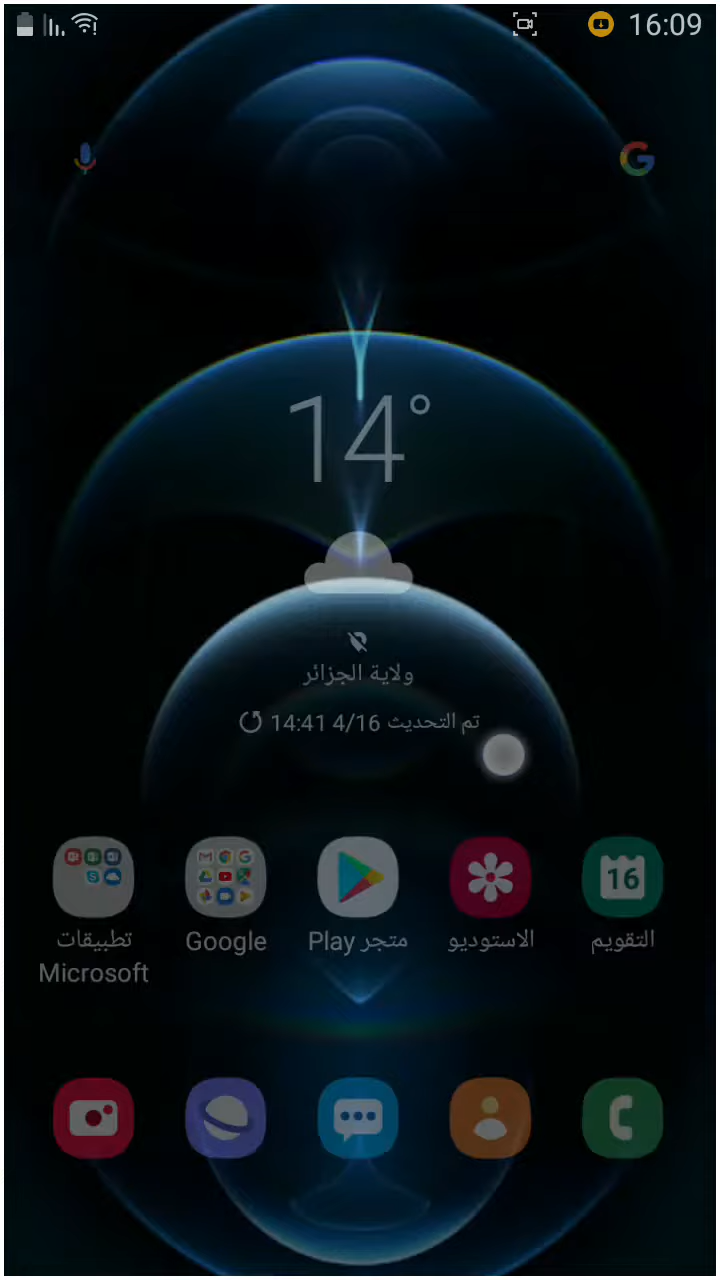 16:09
14°
ولاية الجزائر
تم التحديث 4/16 14:41
16
التقويم
الاستوديو
متجر Play
Google
تطبيقات
Microsoft